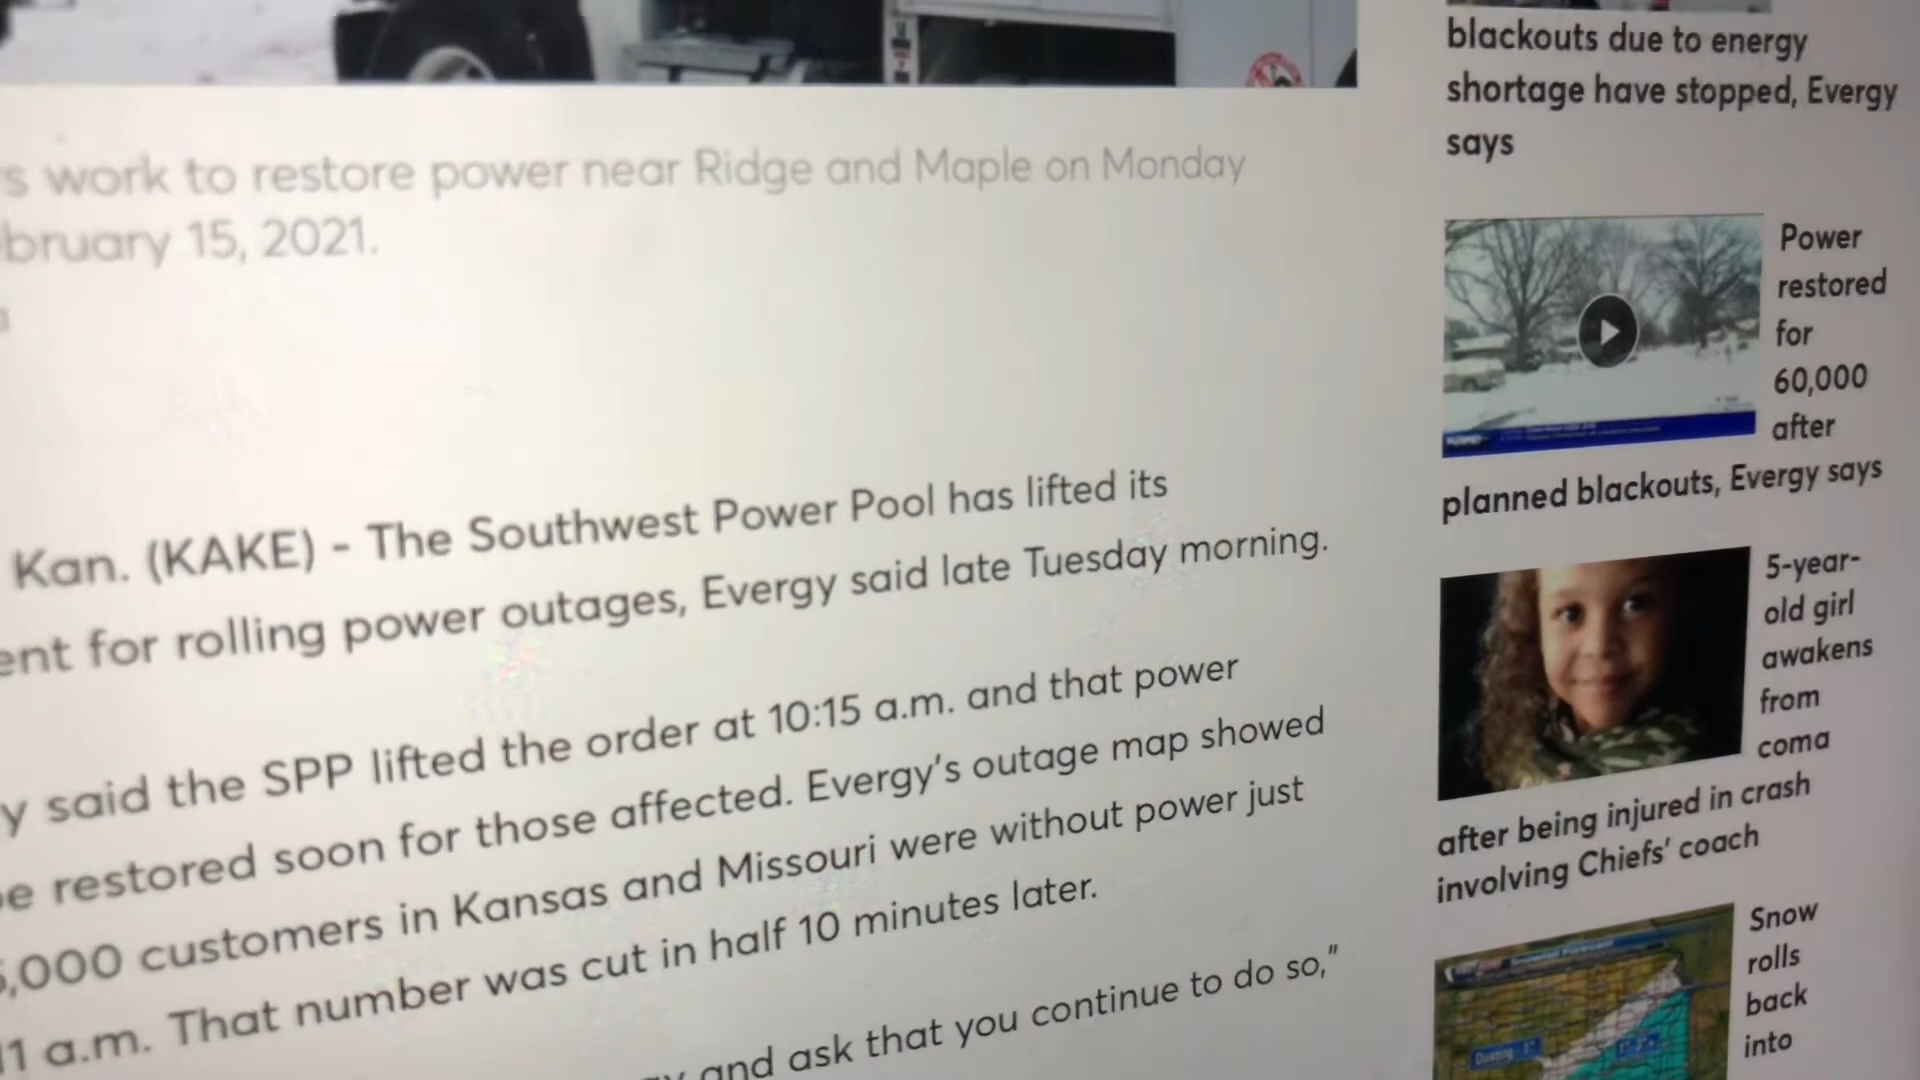 work to restore power near Ridge and Maple on Monday
15, 2021.
Kan. (KAKE) - The Southwest Power Pool has lifted its
for rolling power outages, Evergy said late Tuesday morning.
said the SPP lifted the order at 10:15 a.m. and that power
restored soon for those affected. Evergy's outage map showed
,000 customers in Kansas and Missouri were without power just
a.m. That number was cut in half 10 minutes later.
and ask that you continue to do so,"
blackouts due to energy
shortage have stopped, Evergy
says
Power
restored
for
60,000
after
planned blackouts, Evergy says
5-year-
old girl
awakens
from
coma
after being injured in crash
involving Chiefs' coach
Snow
rolls
back
into